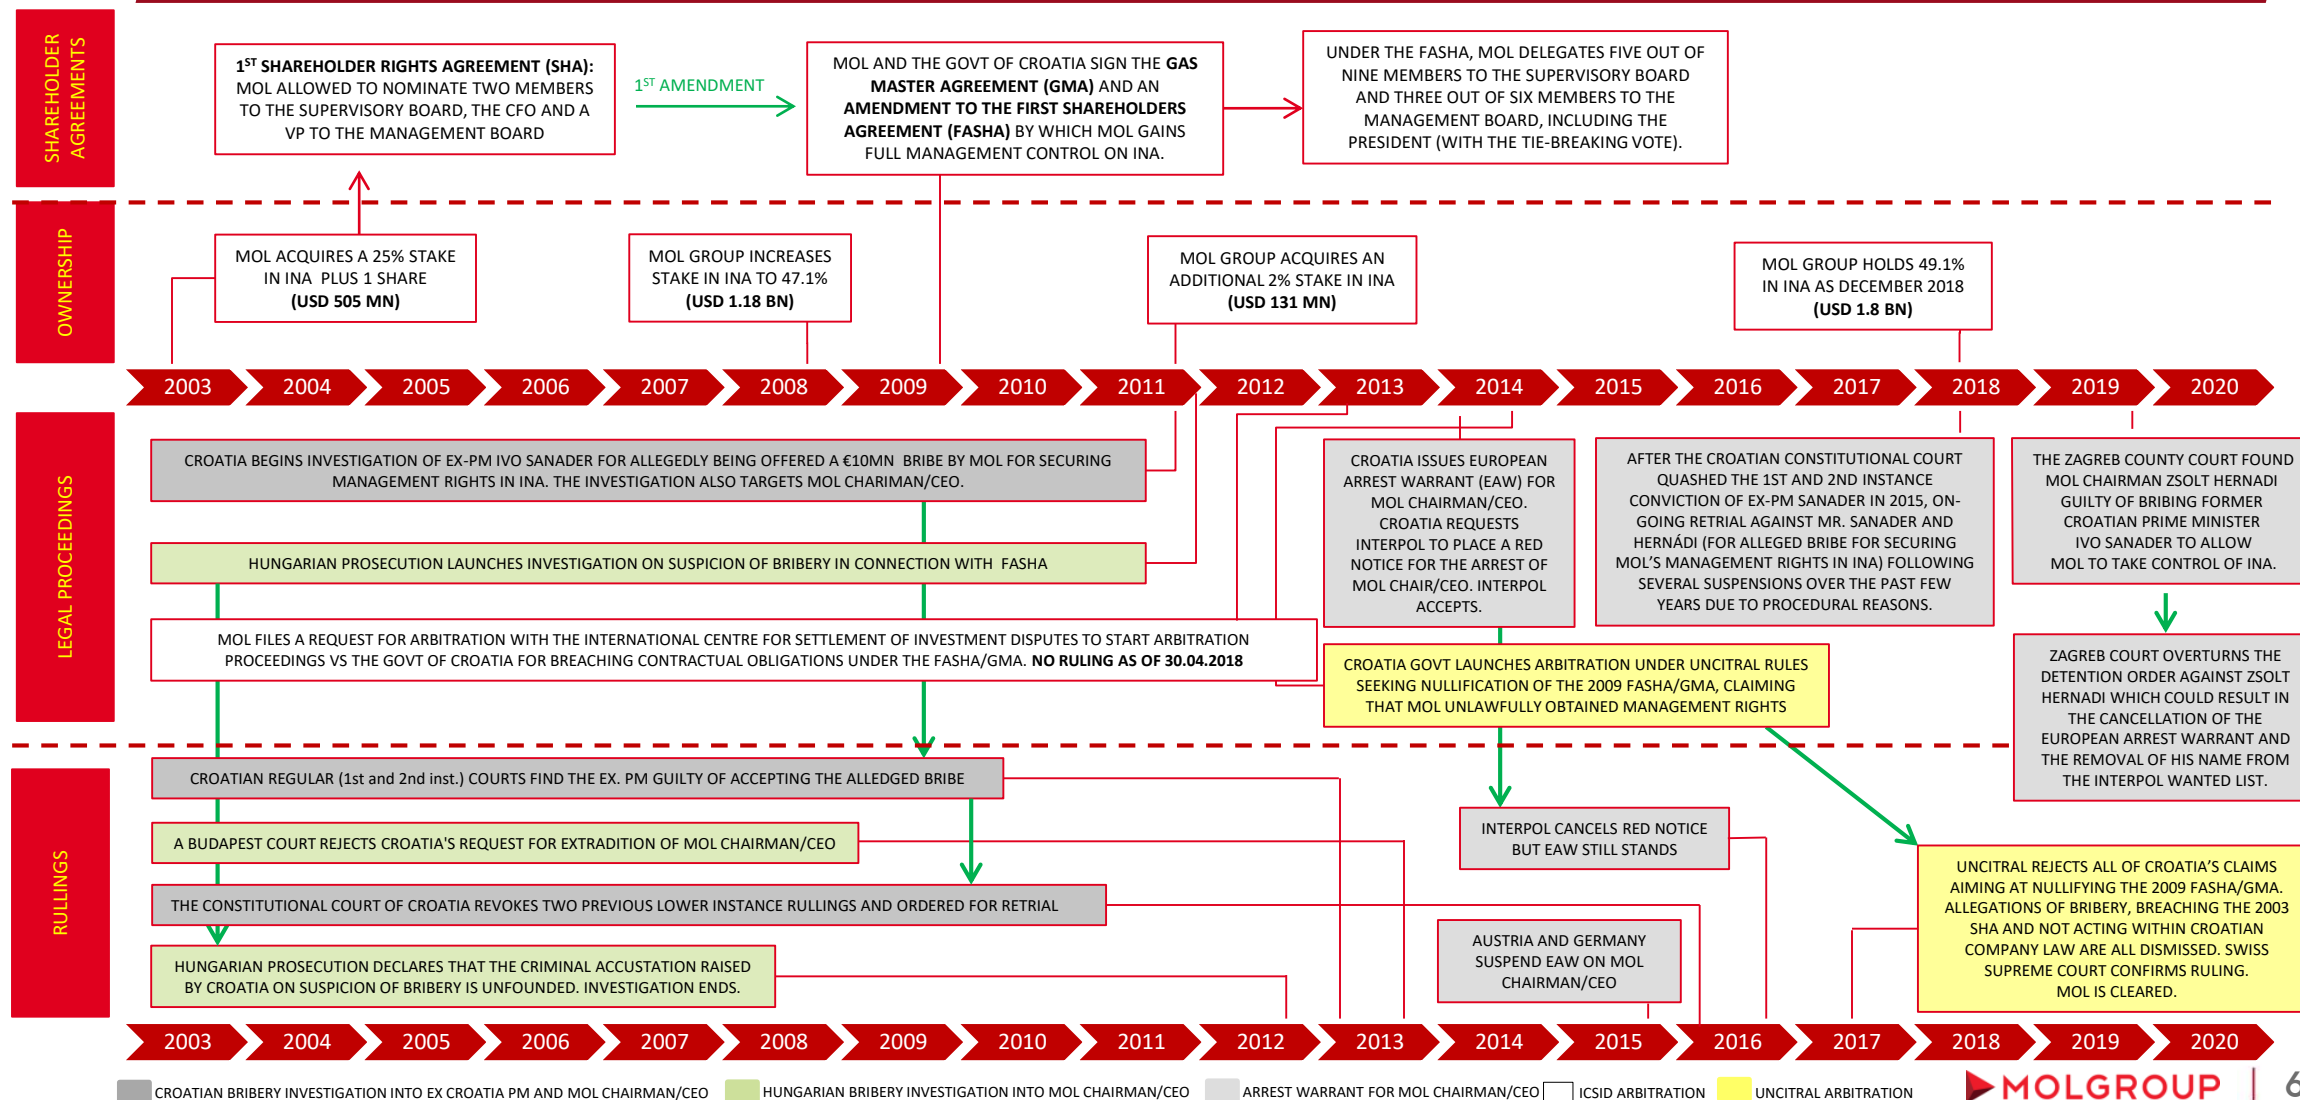 SHAREHOLDER
AGREEMENTS
1ST SHAREHOLDER RIGHTS AGREEMENT (SHA):
MOL ALLOWED TO NOMINATE TWO MEMBERS
TO THE SUPERVISORY BOARD, THE CFO AND A
VP TO THE MANAGEMENT BOARD
1ST AMENDMENT
MOL AND THE GOVT OF CROATIA SIGN THE GAS
MASTER AGREEMENT (GMA) AND AN
AMENDMENT TO THE FIRST SHAREHOLDERS
AGREEMENT (FASHA) BY WHICH MOL GAINS
FULL MANAGEMENT CONTROL ON INA.
UNDER THE FASHA, MOL DELEGATES FIVE OUT OF
NINE MEMBERS TO THE SUPERVISORY BOARD
AND THREE OUT OF SIX MEMBERS TO THE
MANAGEMENT BOARD, INCLUDING THE
PRESIDENT (WITH THE TIE-BREAKING VOTE).
OWNERSHIP
MOL ACQUIRES A 25% STAKE
IN INA PLUS 1 SHARE
(USD 505 MN)
MOL GROUP INCREASES
STAKE IN INA TO 47.1%
(USD 1.18 BN)
MOL GROUP ACQUIRES AN
ADDITIONAL 2% STAKE IN INA
(USD 131 MN)
MOL GROUP HOLDS 49.1%
IN INA AS DECEMBER 2018
(USD 1.8 BN)
2003 2004 2005 2006 2007 2008 2009 2010 2011 2012 2013 2014 2015 2016 2017 2018 2019 2020
LEGAL PROCEEDINGS
CROATIA BEGINS INVESTIGATION OF EX-PM IVO SANADER FOR ALLEGEDLY BEING OFFERED A €10MN BRIBE BY MOL FOR SECURING
MANAGEMENT RIGHTS IN INA. THE INVESTIGATION ALSO TARGETS MOL CHARIMAN/CEO.
HUNGARIAN PROSECUTION LAUNCHES INVESTIGATION ON SUSPICION OF BRIBERY IN CONNECTION WITH FASHA
MOL FILES A REQUEST FOR ARBITRATION WITH THE INTERNATIONAL CENTRE FOR SETTLEMENT OF INVESTMENT DISPUTES TO START ARBITRATION
PROCEEDINGS VS THE GOVT OF CROATIA FOR BREACHING CONTRACTUAL OBLIGATIONS UNDER THE FASHA/GMA. NO RULING AS OF 30.04.2018
CROATIA ISSUES EUROPEAN
ARREST WARRANT (EAW) FOR
MOL CHAIRMAN/CEO.
CROATIA REQUESTS
INTERPOL TO PLACE A RED
NOTICE FOR THE ARREST OF
MOL CHAIR/CEO. INTERPOL
ACCEPTS.
CROATIA GOVT LAUNCHES ARBITRATION UNDER UNCITRAL RULES
SEEKING NULLIFICATION OF THE 2009 FASHA/GMA, CLAIMING
THAT MOL UNLAWFULLY OBTAINED MANAGEMENT RIGHTS
AFTER THE CROATIAN CONSTITUTIONAL COURT
QUASHED THE 1ST AND 2ND INSTANCE
CONVICTION OF EX-PM SANADER IN 2015, ON-
GOING RETRIAL AGAINST MR. SANADER AND
HERNÁDI (FOR ALLEGED BRIBE FOR SECURING
MOL'S MANAGEMENT RIGHTS IN INA) FOLLOWING
SEVERAL SUSPENSIONS OVER THE PAST FEW
YEARS DUE TO PROCEDURAL REASONS.
THE ZAGREB COUNTY COURT FOUND
MOL CHAIRMAN ZSOLT HERNADI
GUILTY OF BRIBING FORMER
CROATIAN PRIME MINISTER
IVO SANADER TO ALLOW
MOL TO TAKE CONTROL OF INA.
ZAGREB COURT OVERTURNS THE
DETENTION ORDER AGAINST ZSOLT
HERNADI WHICH COULD RESULT IN
THE CANCELLATION OF THE
EUROPEAN ARREST WARRANT AND
THE REMOVAL OF HIS NAME FROM
THE INTERPOL WANTED LIST.
RULLINGS
CROATIAN REGULAR (1st and 2nd inst.) COURTS FIND THE EX. PM GUILTY OF ACCEPTING THE ALLEDGED BRIBE
A BUDAPEST COURT REJECTS CROATIA'S REQUEST FOR EXTRADITION OF MOL CHAIRMAN/CEO
THE CONSTITUTIONAL COURT OF CROATIA REVOKES TWO PREVIOUS LOWER INSTANCE RULLINGS AND ORDERED FOR RETRIAL
HUNGARIAN PROSECUTION DECLARES THAT THE CRIMINAL ACCUSTATION RAISED
BY CROATIA ON SUSPICION OF BRIBERY IS UNFOUNDED. INVESTIGATION ENDS.
INTERPOL CANCELS RED NOTICE
BUT EAW STILL STANDS
AUSTRIA AND GERMANY
SUSPEND EAW ON MOL
CHAIRMAN/CEO
UNCITRAL REJECTS ALL OF CROATIA'S CLAIMS
AIMING AT NULLIFYING THE 2009 FASHA/GMA.
ALLEGATIONS OF BRIBERY, BREACHING THE 2003
SHA AND NOT ACTING WITHIN CROATIAN
COMPANY LAW ARE ALL DISMISSED. SWISS
SUPREME COURT CONFIRMS RULING.
MOL IS CLEARED.
2003 2004 2005 2006 2007 2008 2009 2010 2011 2012 2013 2014 2015 2016 2017 2018 2019 2020
CROATIAN BRIBERY INVESTIGATION INTO EX CROATIA PM AND MOL CHAIRMAN/CEO
HUNGARIAN BRIBERY INVESTIGATION INTO MOL CHAIRMAN/CEO
ARREST WARRANT FOR MOL CHAIRMAN/CEO
ICSID ARBITRATION
UNCITRAL ARBITRATION
MOLGROUP
6